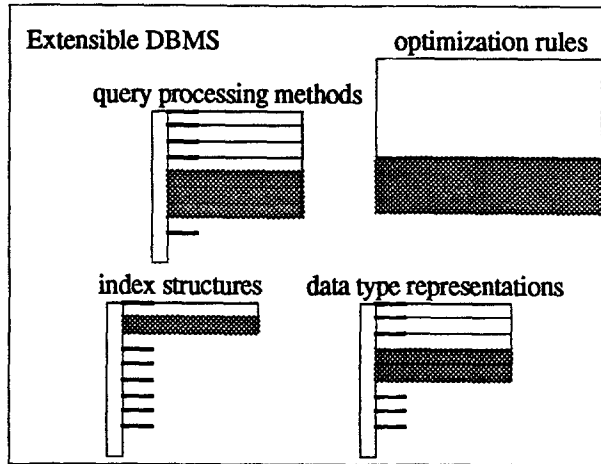 Extensible DBMS
optimization rules
query processing methods
index structures
data type representations